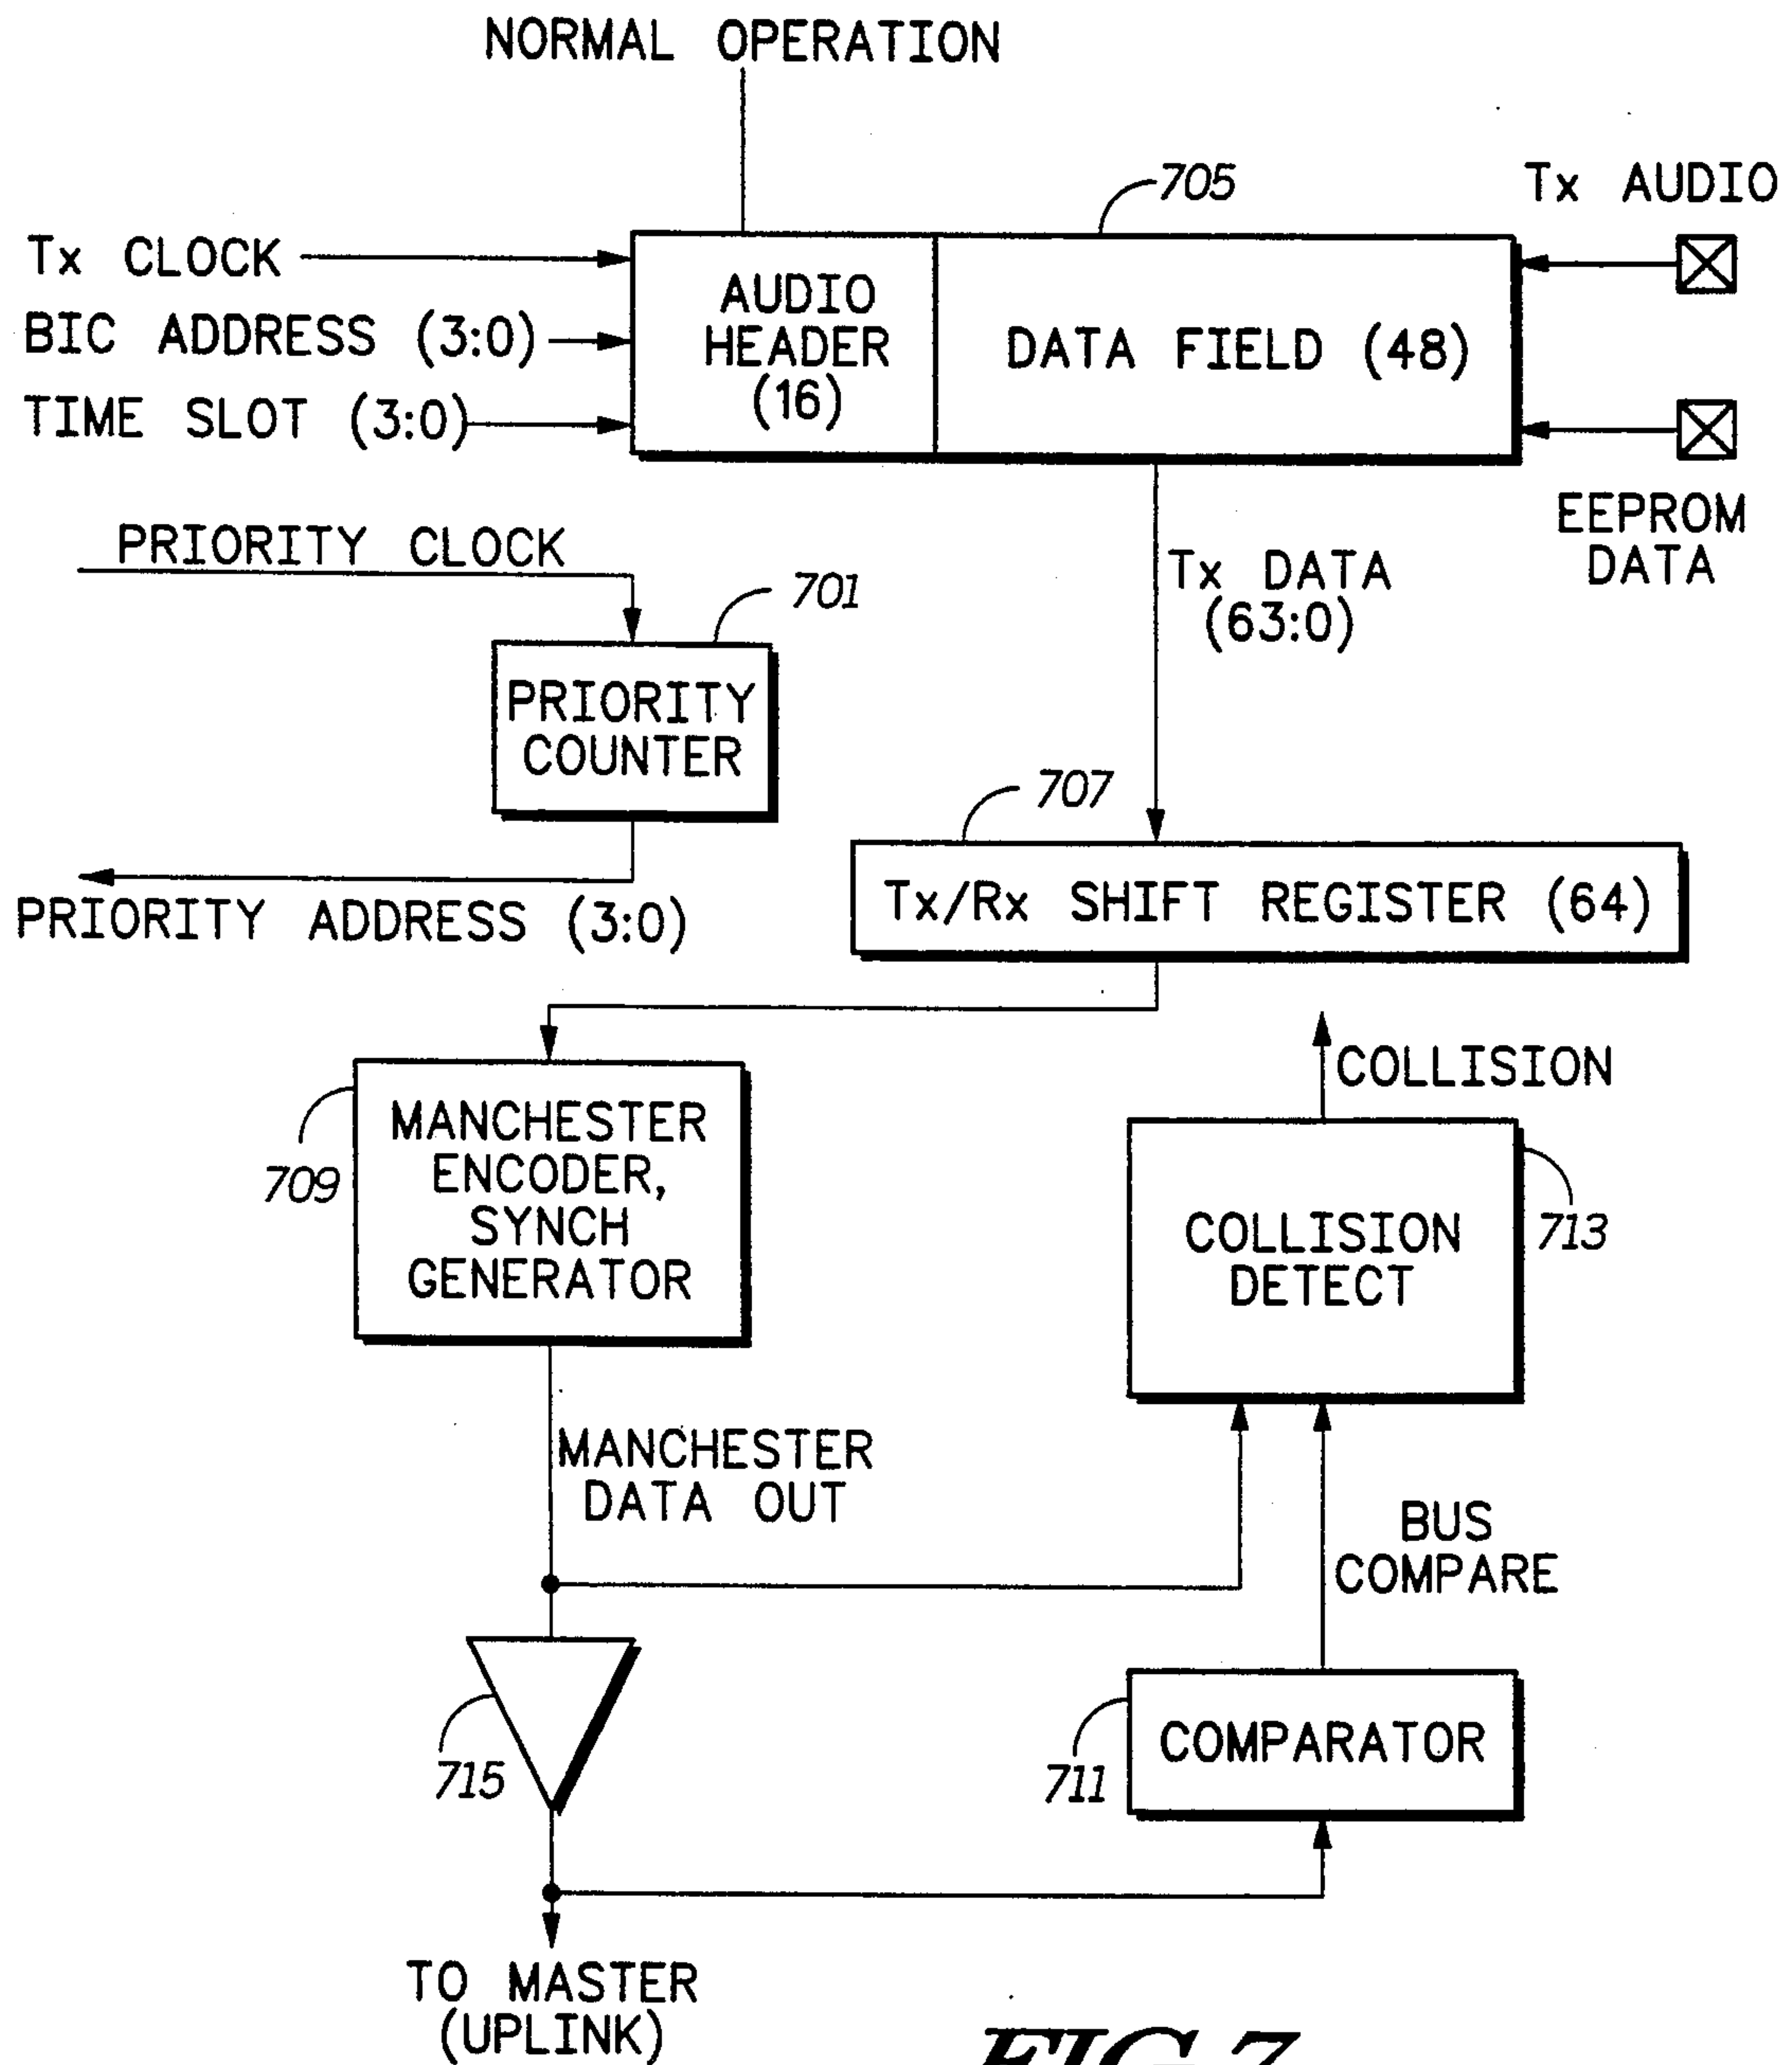 NORMAL OPERATION
705
Tx AUDIO
Tx CLOCK
BIC ADDRESS (3:0)
TIME SLOT (3:0)
AUDIO
HEADER
(16)
DATA FIELD (48)
EEPROM
DATA
PRIORITY CLOCK
701
Tx DATA
(63:0)
PRIORITY
COUNTER
707
PRIORITY ADDRESS (3:0)
Tx/Rx SHIFT REGISTER (64)
COLLISION
709
MANCHESTER
ENCODER,
SYNCH
GENERATOR
COLLISION
DETECT
713
MANCHESTER
DATA OUT
BUS
COMPARE
715
711
COMPARATOR
TO MASTER
(UPLINK)
FIG.7